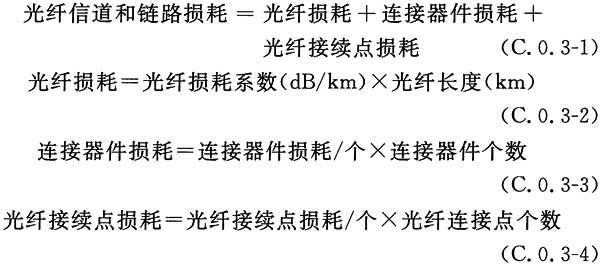 光纤信道和链路损耗 = 光纤损耗＋连接器件损耗＋
光纤接续点损耗 (C.0.3-1)
光纤损耗＝光纤损耗系数(dB/km)×光纤长度(km)
(C.0.3-2)
连接器件损耗＝连接器件损耗/个×连接器件个数
(C.0.3-3)
光纤接续点损耗＝光纤接续点损耗/个×光纤连接点个数
(C.0.3-4)